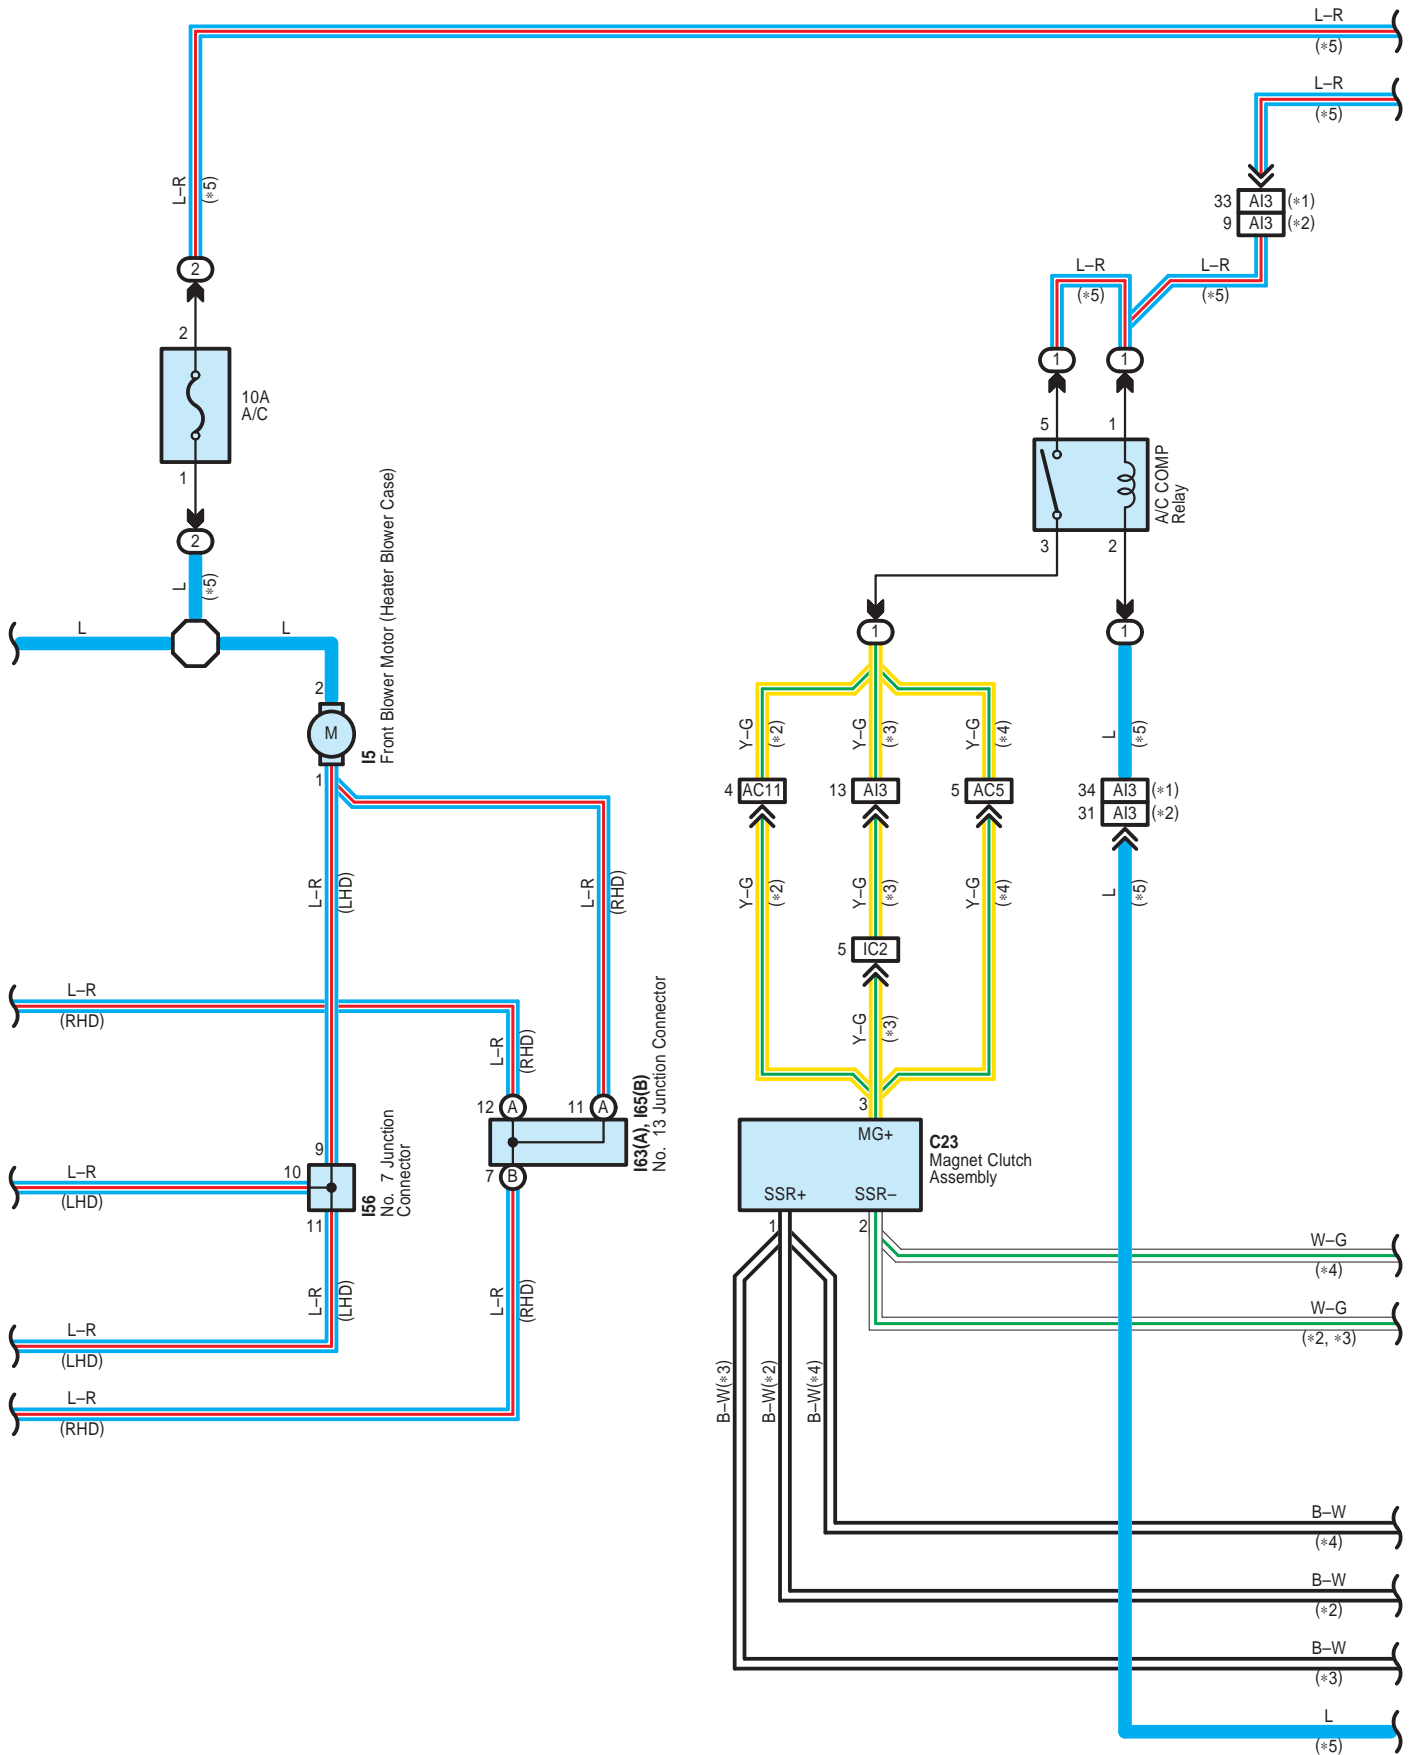 L–R
(*5)
L–R
(*5)
L–R
(*5)
33 AI3 (*1)
9 AI3 (*2)
2
L–R
(*5)
L–R
(*5)
2
1 1
10A
A/C
5 1
A/C COMP
Relay
1
3 2
2
L
(*5)
L L
1 1
2
M
I5
Front Blower Motor (Heater Blower Case)
1
Y–G
(*2)
Y–G
(*3)
Y–G
(*4)
L
(*5)
4 AC11
13 AI3
5 AC5
34 AI3 (*1)
31 AI3 (*2)
L–R
(LHD)
L–R
(RHD)
Y–G
(*2)
Y–G
(*3)
Y–G
(*4)
L
(*5)
5 IC2
L–R
(RHD)
L–R
(RHD)
Y–G
(*3)
12 A 11 A
I63(A), I65(B)
No. 13 Junction Connector
7 B
3
MG+
C23
Magnet Clutch
Assembly
SSR+ SSR–
1 2
9
10
11
I56
No. 7 Junction
Connector
L–R
(LHD)
L–R
(LHD)
L–R
(RHD)
W–G
(*4)
W–G
(*2, *3)
L–R
(LHD)
L–R
(RHD)
B–W(*3)
B–W(*2)
B–W(*4)
B–W
(*4)
B–W
(*2)
B–W
(*3)
L
(*5)